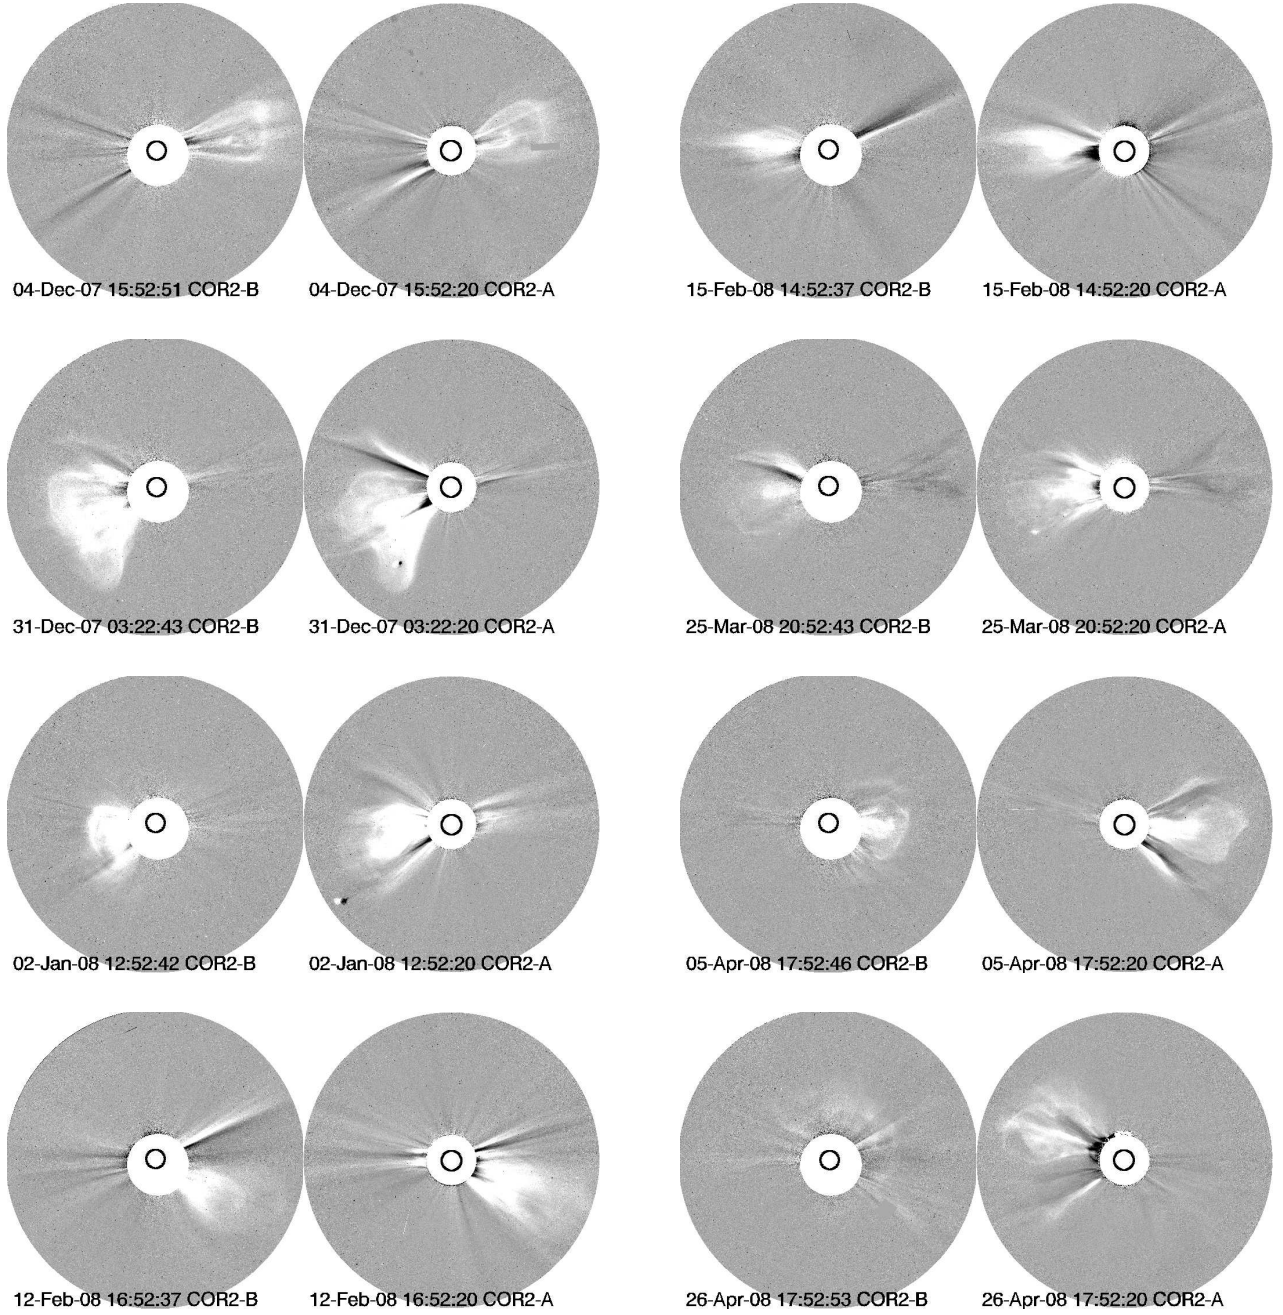 04-Dec-07 15:52:51 COR2-B
04-Dec-07 15:52:20 COR2-A
15-Feb-08 14:52:37 COR2-B
15-Feb-08 14:52:20 COR2-A
31-Dec-07 03:22:43 COR2-B
31-Dec-07 03:22:20 COR2-A
25-Mar-08 20:52:43 COR2-B
25-Mar-08 20:52:20 COR2-A
02-Jan-08 12:52:42 COR2-B
02-Jan-08 12:52:20 COR2-A
05-Apr-08 17:52:46 COR2-B
05-Apr-08 17:52:20 COR2-A
12-Feb-08 16:52:37 COR2-B
12-Feb-08 16:52:20 COR2-A
26-Apr-08 17:52:53 COR2-B
26-Apr-08 17:52:20 COR2-A